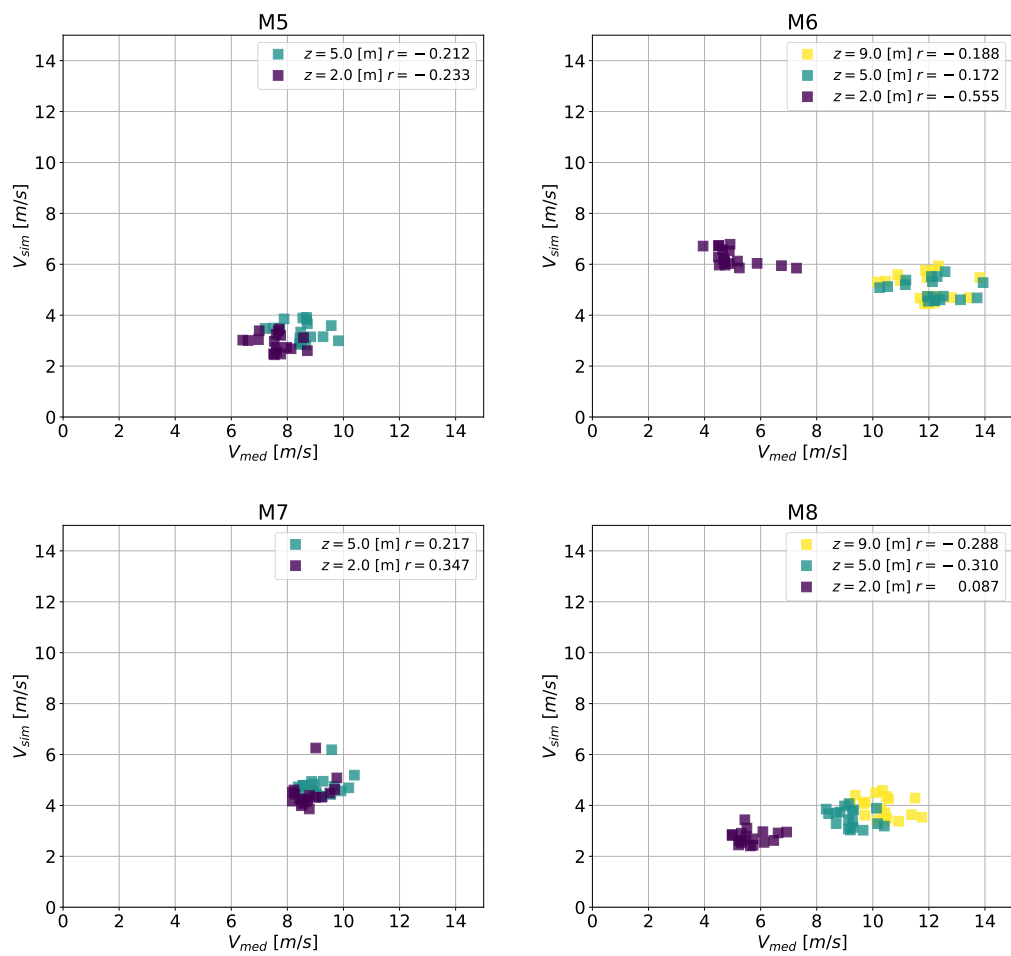 M5
z = 5.0 [m] r = −0.212
z = 2.0 [m] r = −0.233
14
12
10
8
6
4
2
0
V_sim [m/s]
0 2 4 6 8 10 12 14
V_med [m/s]
M6
z = 9.0 [m] r = −0.188
z = 5.0 [m] r = −0.172
z = 2.0 [m] r = −0.555
14
12
10
8
6
4
2
0
V_sim [m/s]
0 2 4 6 8 10 12 14
V_med [m/s]
M7
z = 5.0 [m] r = 0.217
z = 2.0 [m] r = 0.347
14
12
10
8
6
4
2
0
V_sim [m/s]
0 2 4 6 8 10 12 14
V_med [m/s]
M8
z = 9.0 [m] r = −0.288
z = 5.0 [m] r = −0.310
z = 2.0 [m] r = 0.087
14
12
10
8
6
4
2
0
V_sim [m/s]
0 2 4 6 8 10 12 14
V_med [m/s]